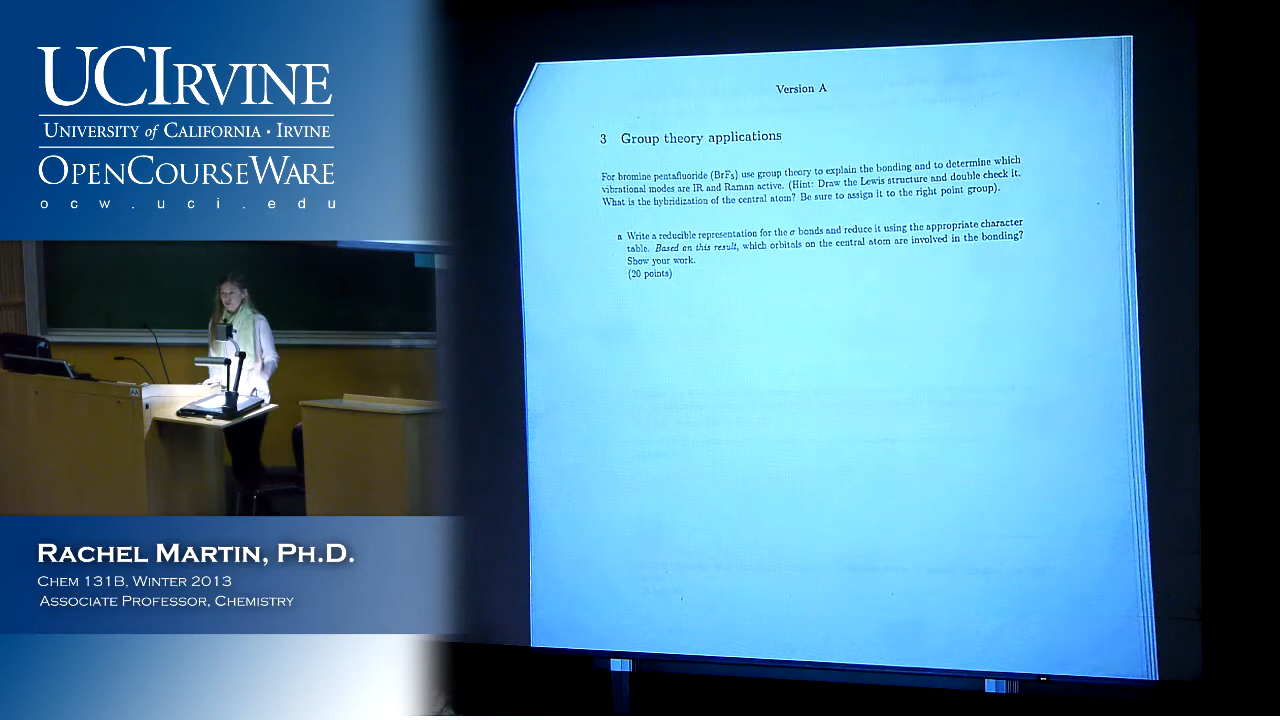 UCIRVINE
UNIVERSITY of CALIFORNIA • IRVINE
OPENCOURSEWARE
ocw.uci.edu
Version A
3 Group theory applications
For bromine pentafluoride (BrF₅) use group theory to explain the bonding and to determine which
vibrational modes are IR and Raman active. (Hint: Draw the Lewis structure and double check it.
What is the hybridization of the central atom? Be sure to assign it to the right point group).
a Write a reducible representation for the σ bonds and reduce it using the appropriate character
table. Based on this result, which orbitals on the central atom are involved in the bonding?
Show your work.
(20 points)
RACHEL MARTIN, PH.D.
CHEM 131B, WINTER 2013
ASSOCIATE PROFESSOR, CHEMISTRY